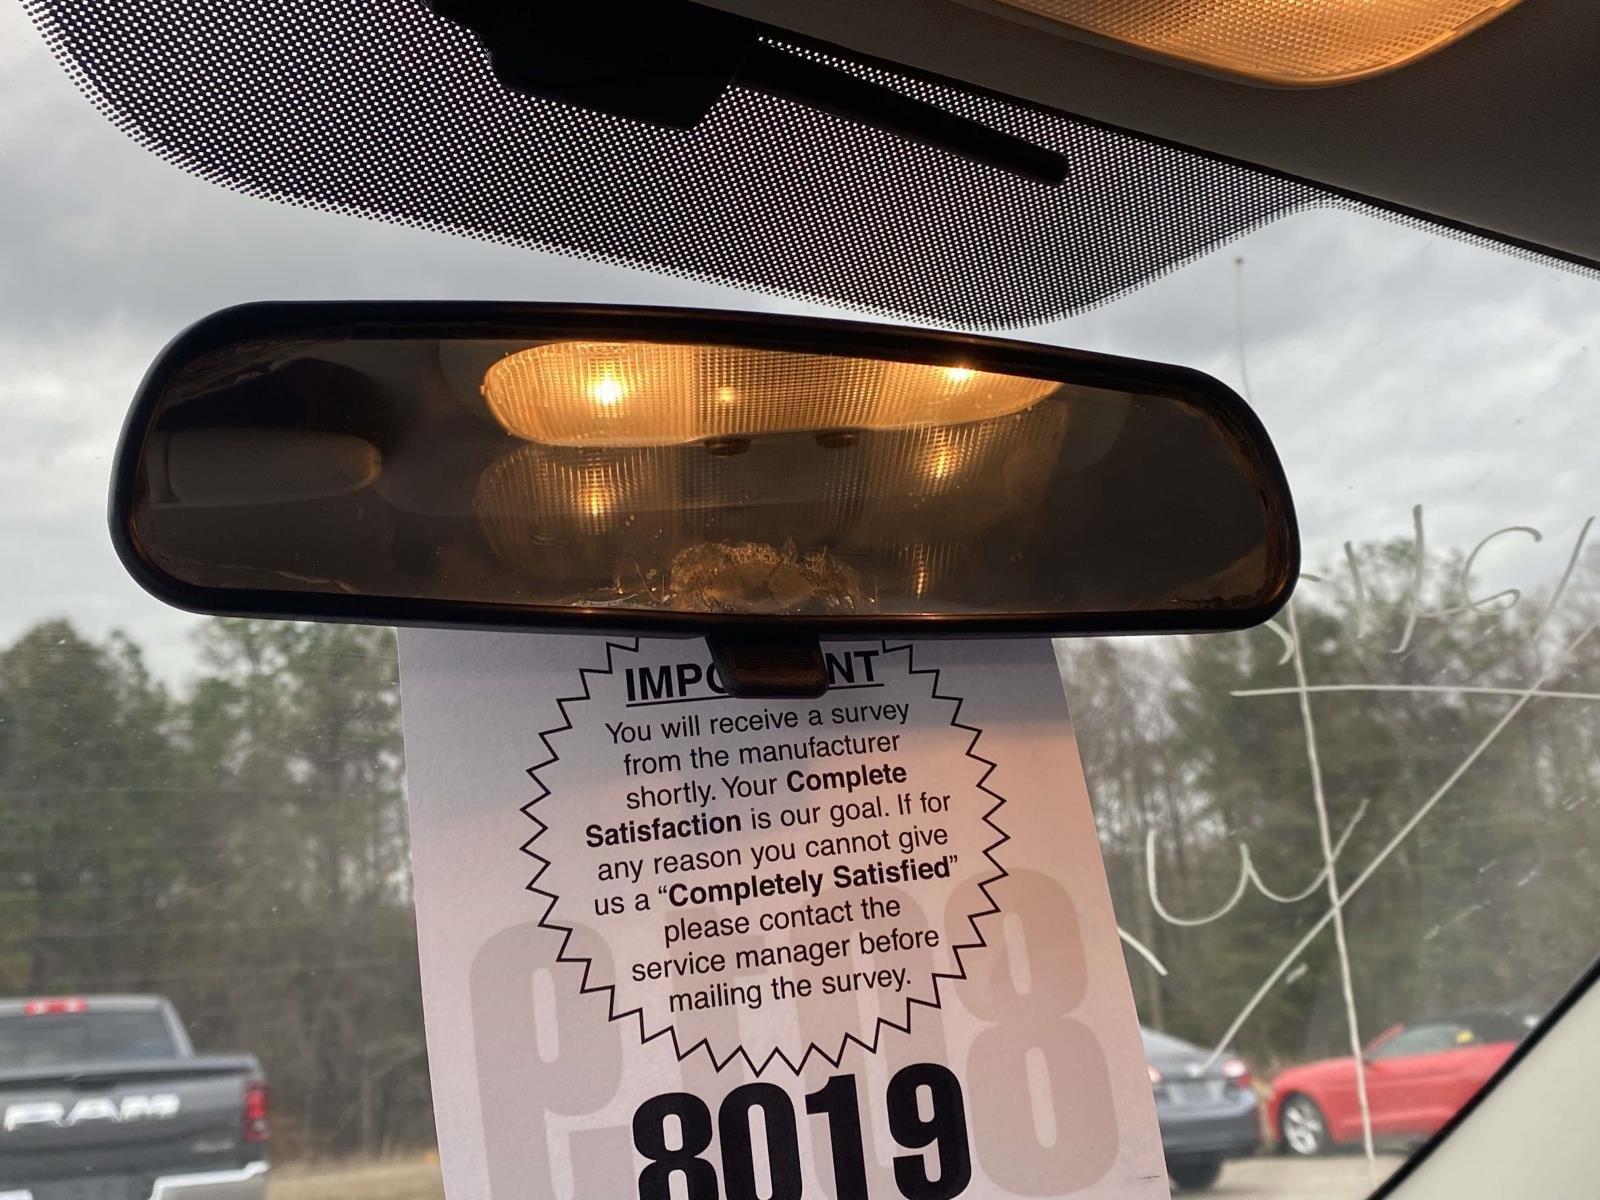 IMPO NT
You will receive a survey
from the manufacturer
shortly. Your Complete
Satisfaction is our goal. If for
any reason you cannot give
us a “Completely Satisfied”
please contact the
service manager before
mailing the survey.
8019
RAM